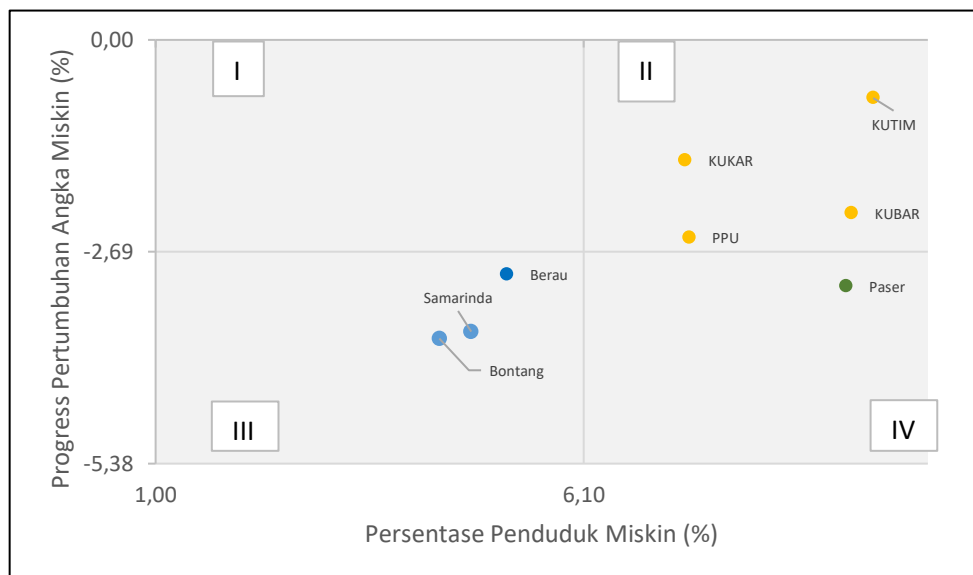 Progress Pertumbuhan Angka Miskin (%)
0,00
-2,69
-5,38
I
II
III
IV
KUTIM
KUKAR
KUBAR
PPU
Berau
Paser
Samarinda
Bontang
1,00
6,10
Persentase Penduduk Miskin (%)